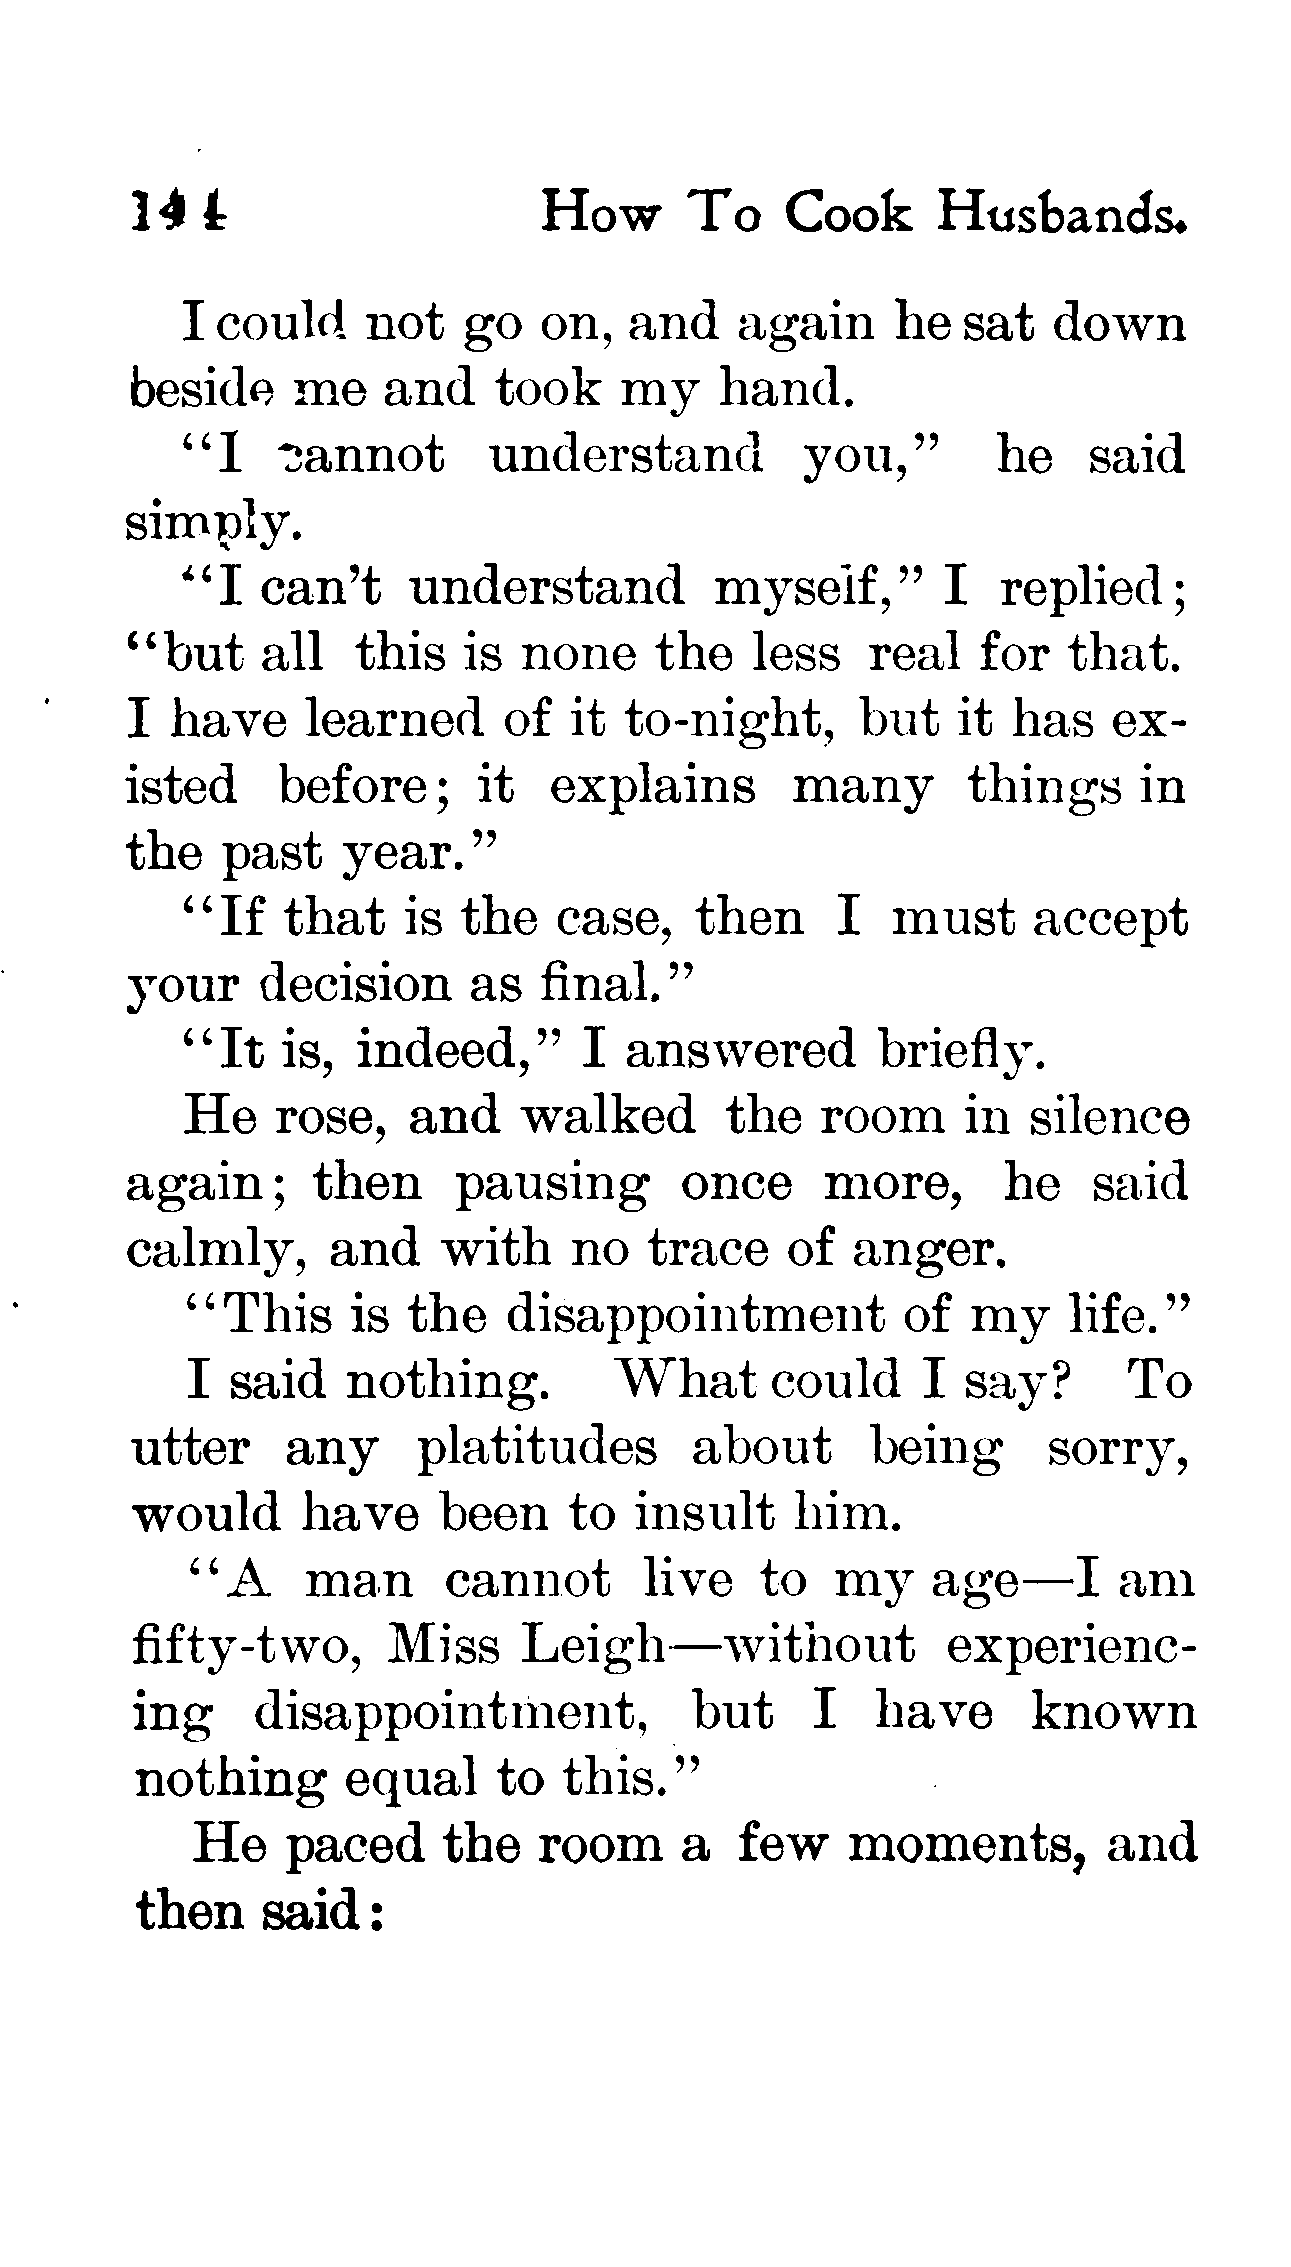 144 How To Cook Husbands.
I could not go on, and again he sat down
beside me and took my hand.
“I cannot understand you,” he said
simply.
“I can’t understand myself,” I replied;
“but all this is none the less real for that.
I have learned of it to-night, but it has ex-
isted before; it explains many things in
the past year.”
“If that is the case, then I must accept
your decision as final.”
“It is, indeed,” I answered briefly.
He rose, and walked the room in silence
again; then pausing once more, he said
calmly, and with no trace of anger.
“This is the disappointment of my life.”
I said nothing. What could I say? To
utter any platitudes about being sorry,
would have been to insult him.
“A man cannot live to my age—I am
fifty-two, Miss Leigh—without experienc-
ing disappointment, but I have known
nothing equal to this.”
He paced the room a few moments, and
then said: